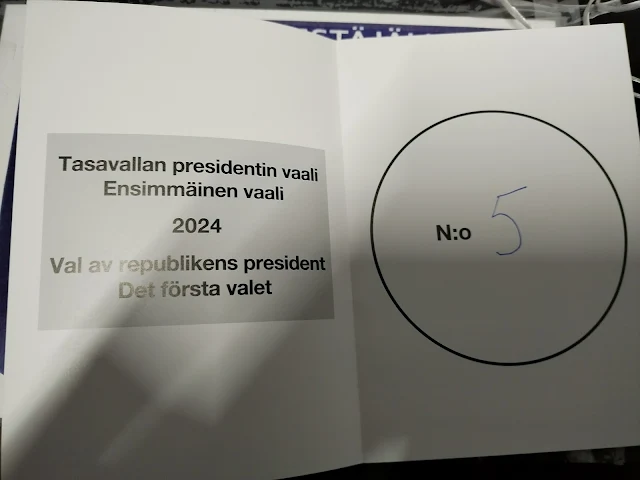 Tasavallan presidentin vaali
Ensimmäinen vaali
2024
Val av republikens president
Det första valet
N:o 5